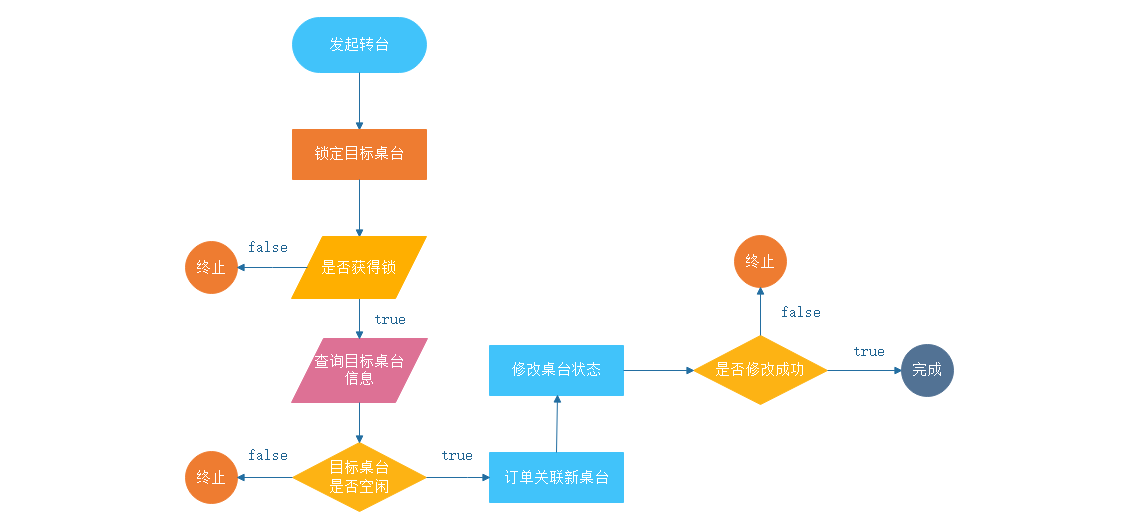 发起转台
锁定目标桌台
false
终止
是否获得锁
true
查询目标桌台
信息
false
终止
目标桌台
是否空闲
true
订单关联新桌台
修改桌台状态
终止
false
是否修改成功
true
完成